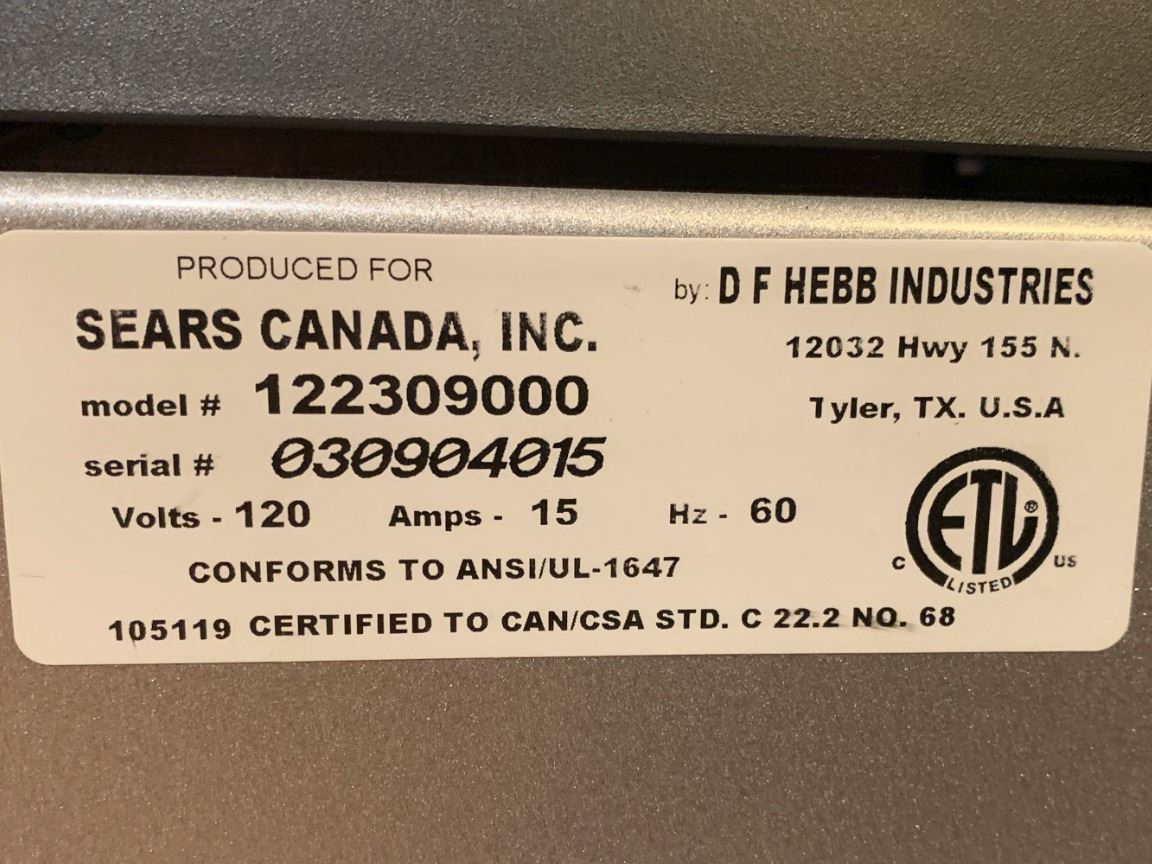 PRODUCED FOR
SEARS CANADA, INC.
model # 122309000
serial # 030904015
by: D F HEBB INDUSTRIES
12032 Hwy 155 N.
Tyler, TX. U.S.A
Volts - 120 Amps - 15 Hz - 60
C ETL® US
LISTED
CONFORMS TO ANSI/UL-1647
105119 CERTIFIED TO CAN/CSA STD. C 22.2 NO. 68